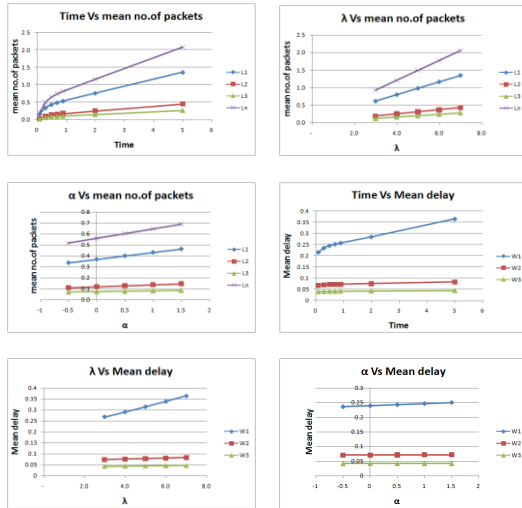 Time Vs mean no.of packets
mean no.of packets
2.5
2.0
1.5
1.0
0.5
0.0
0 2 4 6
Time
L1
L2
L3
Ln
λ Vs mean no.of packets
mean no.of packets
2.5
2.0
1.5
1.0
0.5
0.0
- 2.0 4.0 6.0 8.0
λ
L1
L2
L3
Ln
α Vs mean no.of packets
mean no.of packets
0.8
0.7
0.6
0.5
0.4
0.3
0.2
0.1
0
-1 -0.5 0 0.5 1 1.5 2
α
L1
L2
L3
Ln
Time Vs Mean delay
Mean delay
0.4
0.35
0.3
0.25
0.2
0.15
0.1
0.05
0
0 1 2 3 4 5 6
Time
W1
W2
W3
λ Vs Mean delay
Mean delay
0.4
0.35
0.3
0.25
0.2
0.15
0.1
0.05
0
- 2.0 4.0 6.0 8.0
λ
W1
W2
W3
α Vs Mean delay
Mean delay
0.3
0.25
0.2
0.15
0.1
0.05
0
-1 -0.5 0 0.5 1 1.5 2
α
W1
W2
W3